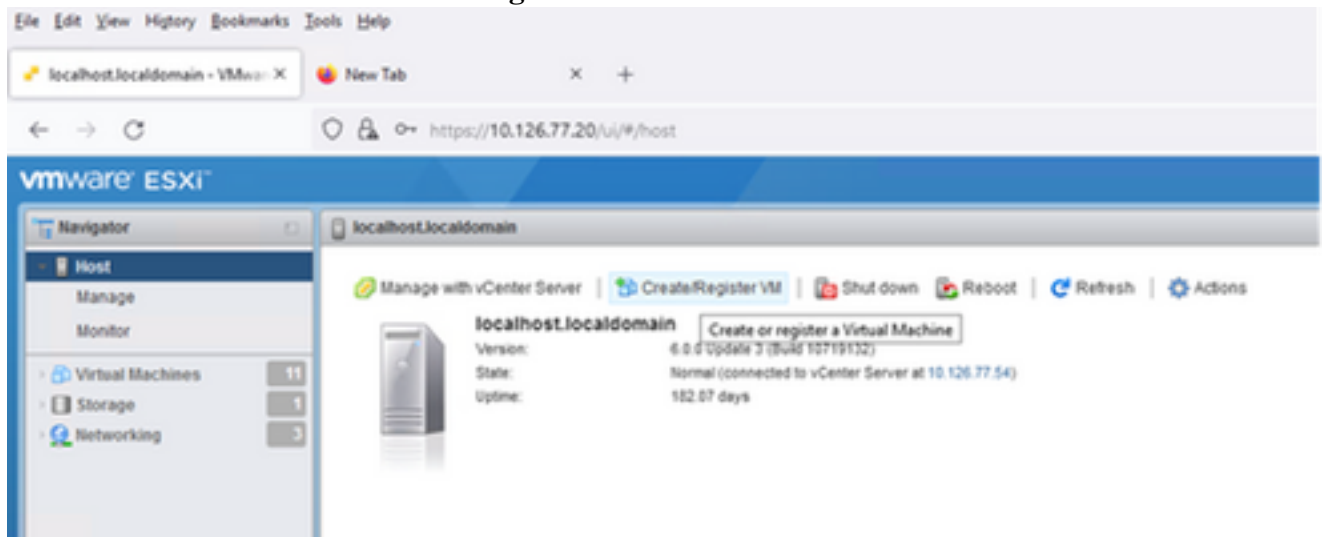 File Edit View History Bookmarks Tools Help
localhost.localdomain - VMwar × New Tab × +
https://10.126.77.20/ui/#/host
vmware ESXi™
Navigator localhost.localdomain
Host
Manage
Monitor
Virtual Machines 11
Storage 1
Networking 3
Manage with vCenter Server | Create/Register VM | Shut down Reboot | Refresh | Actions
localhost.localdomain
Create or register a Virtual Machine
Version: 6.0.0 Update 3 (Build 10719132)
State: Normal (connected to vCenter Server at 10.126.77.54)
Uptime: 182.07 days